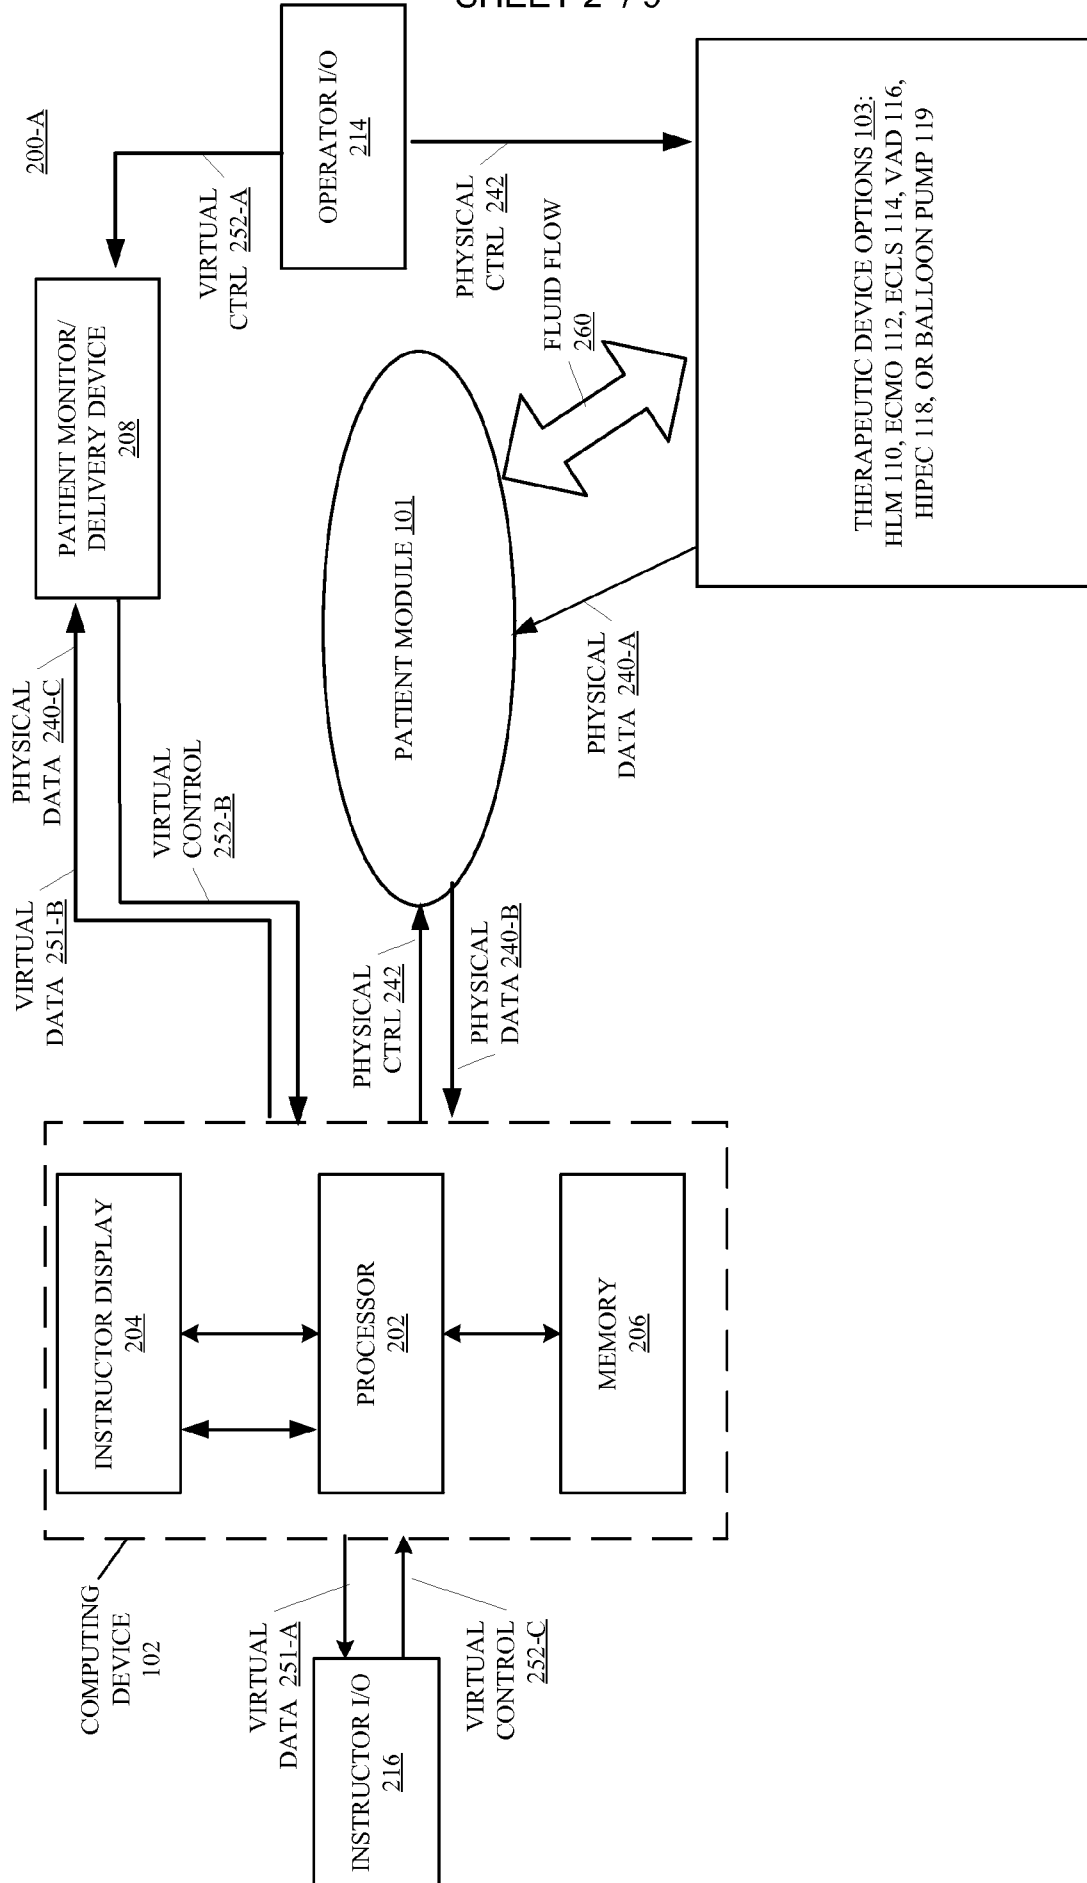 SHEET 2 / 9
200-A
COMPUTING
DEVICE
102
INSTRUCTOR I/O
216
VIRTUAL
DATA 251-A
VIRTUAL
CONTROL
252-C
INSTRUCTOR DISPLAY
204
PROCESSOR
202
MEMORY
206
VIRTUAL
DATA 251-B
PHYSICAL
DATA 240-C
VIRTUAL
CONTROL
252-B
PHYSICAL
CTRL 242
PHYSICAL
DATA 240-B
PATIENT MONITOR/
DELIVERY DEVICE
208
PATIENT MODULE 101
VIRTUAL
CTRL 252-A
OPERATOR I/O
214
PHYSICAL
CTRL 242
FLUID FLOW
260
PHYSICAL
DATA 240-A
THERAPEUTIC DEVICE OPTIONS 103:
HLM 110, ECMO 112, ECLS 114, VAD 116,
HIPEC 118, OR BALLOON PUMP 119